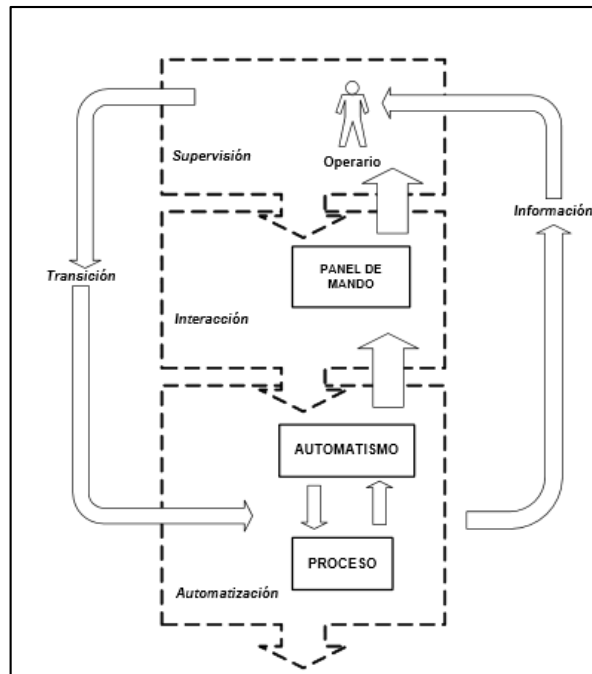 Supervisión
Operario
Información
PANEL DE
MANDO
Transición
Interacción
AUTOMATISMO
PROCESO
Automatización